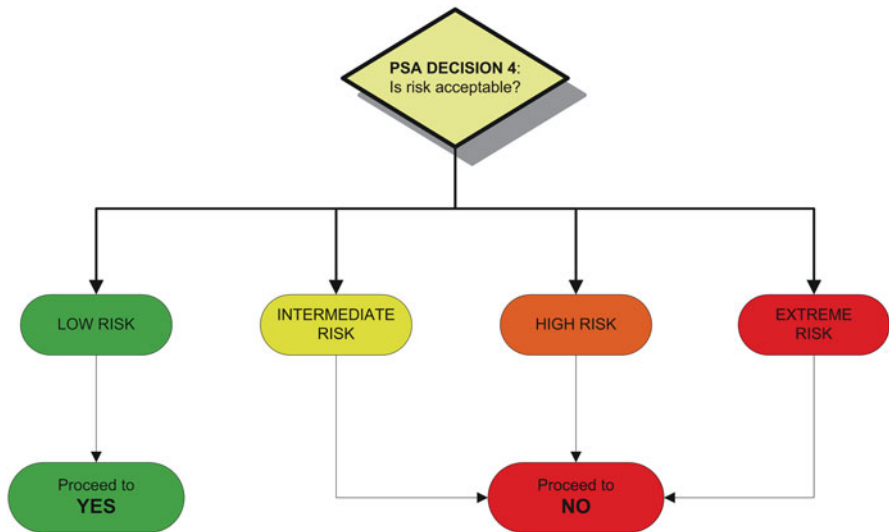 PSA DECISION 4:
Is risk acceptable?
LOW RISK
INTERMEDIATE
RISK
HIGH RISK
EXTREME
RISK
Proceed to
YES
Proceed to
NO